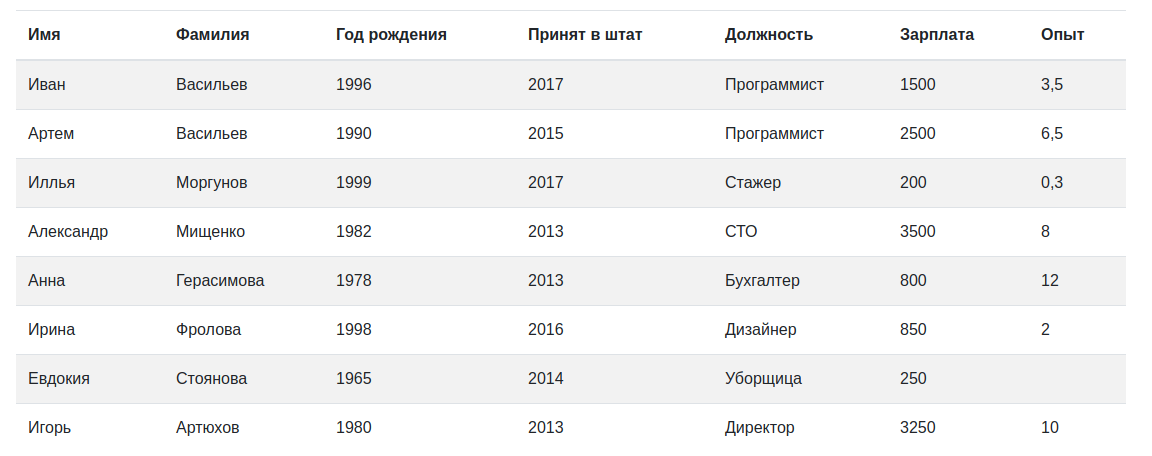 Имя Фамилия Год рождения Принят в штат Должность Зарплата Опыт
Иван Васильев 1996 2017 Программист 1500 3,5
Артем Васильев 1990 2015 Программист 2500 6,5
Иллья Моргунов 1999 2017 Стажер 200 0,3
Александр Мищенко 1982 2013 СТО 3500 8
Анна Герасимова 1978 2013 Бухгалтер 800 12
Ирина Фролова 1998 2016 Дизайнер 850 2
Евдокия Стоянова 1965 2014 Уборщица 250
Игорь Артюхов 1980 2013 Директор 3250 10